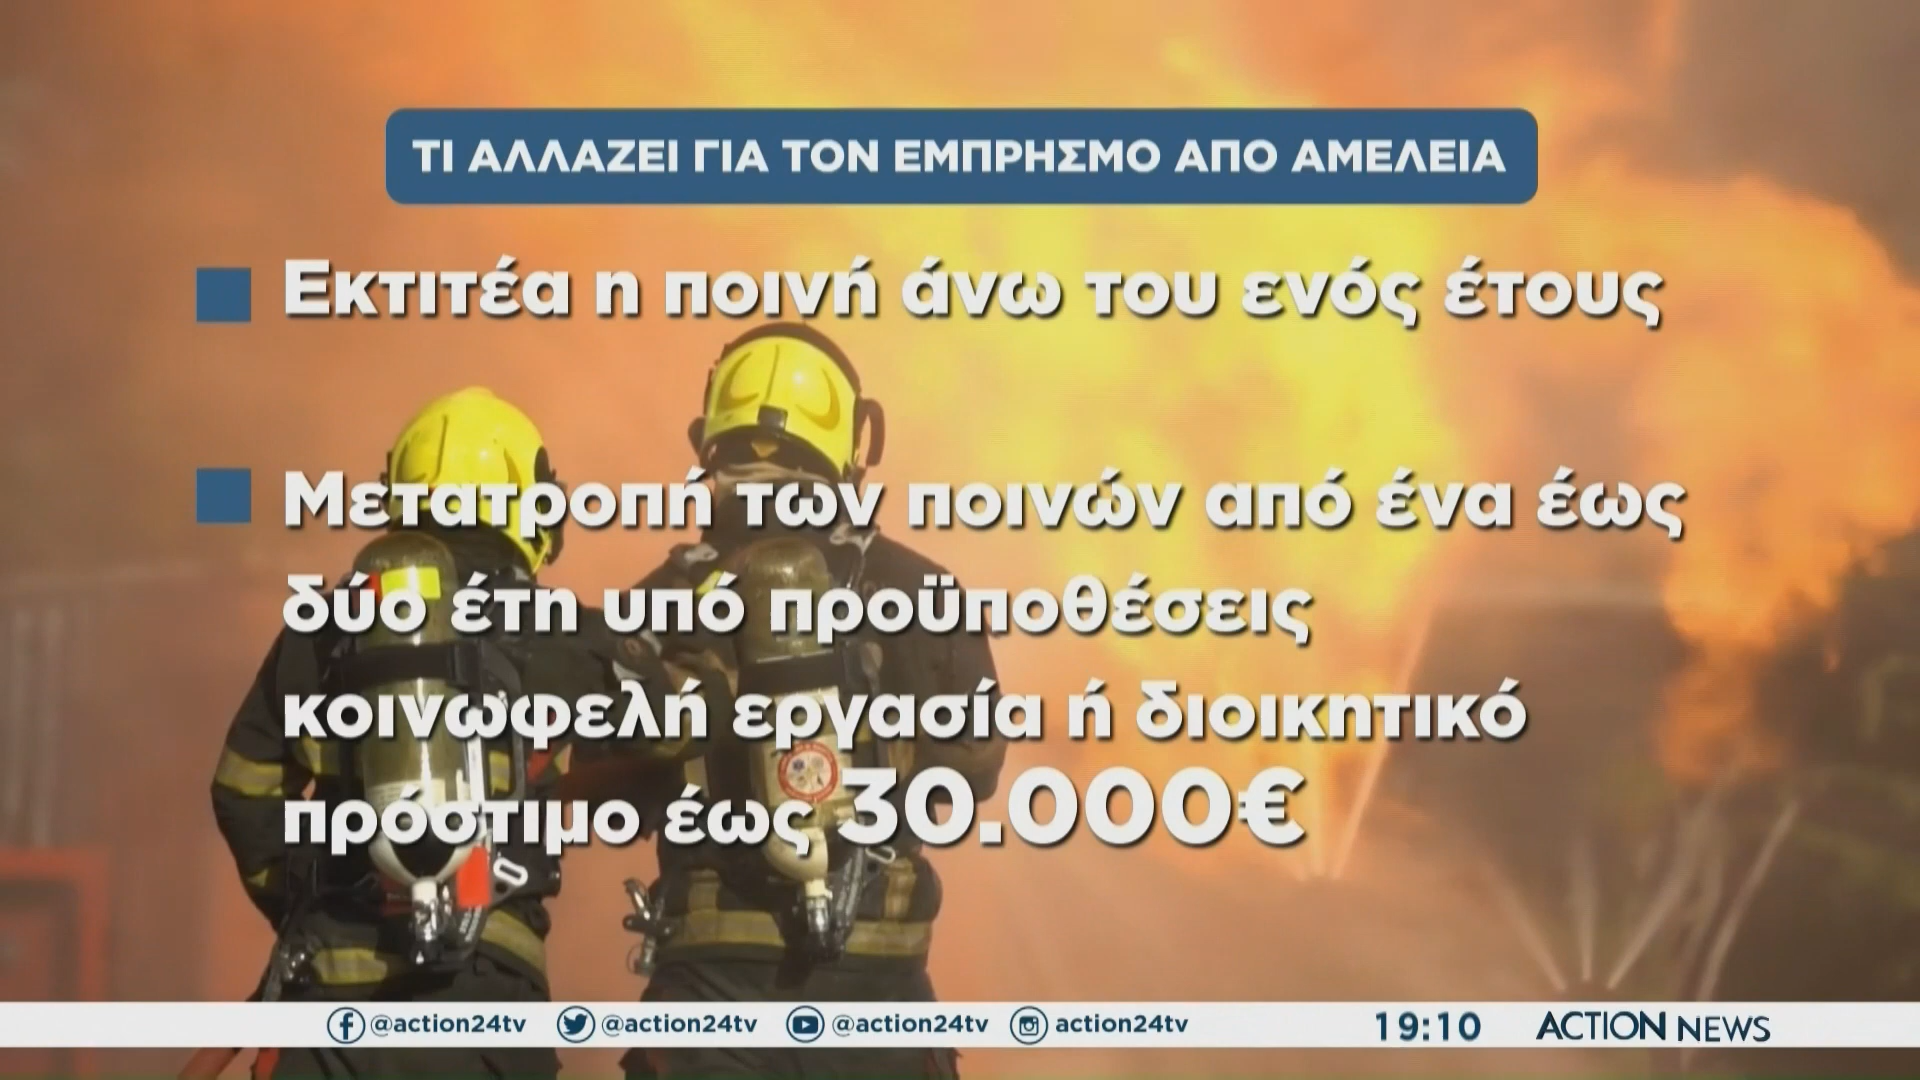 ΤΙ ΑΛΛΑΖΕΙ ΓΙΑ ΤΟΝ ΕΜΠΡΗΣΜΟ ΑΠΟ ΑΜΕΛΕΙΑ
Εκτιτέα η ποινή άνω του ενός έτους
Μετατροπή των ποινών από ένα έως
δύο έτη υπό προϋποθέσεις
κοινωφελή εργασία ή διοικητικό
πρόστιμο έως 30.000€
@action24tv @action24tv @action24tv action24tv 19:10 ACTION NEWS